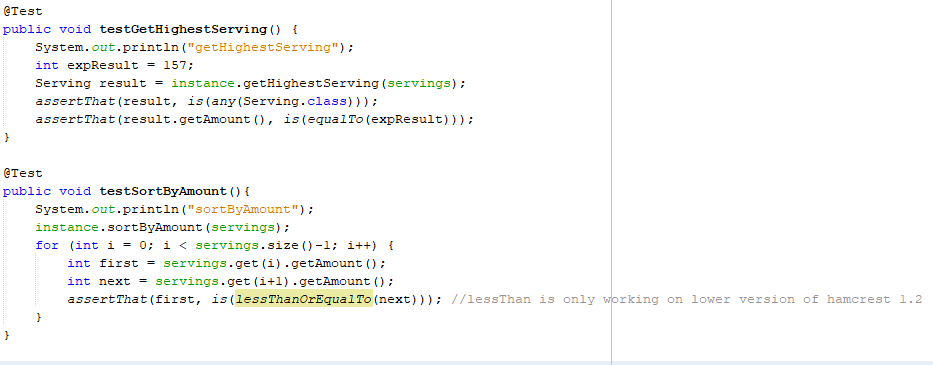 @Test
public void testGetHighestServing() {
    System.out.println("getHighestServing");
    int expResult = 157;
    Serving result = instance.getHighestServing(servings);
    assertThat(result, is(any(Serving.class)));
    assertThat(result.getAmount(), is(equalTo(expResult)));
}
@Test
public void testSortByAmount(){
    System.out.println("sortByAmount");
    instance.sortByAmount(servings);
    for (int i = 0; i < servings.size()-1; i++) {
        int first = servings.get(i).getAmount();
        int next = servings.get(i+1).getAmount();
        assertThat(first, is(lessThanOrEqualTo(next))); //lessThan is only working on lower version of hamcrest 1.2
    }
}